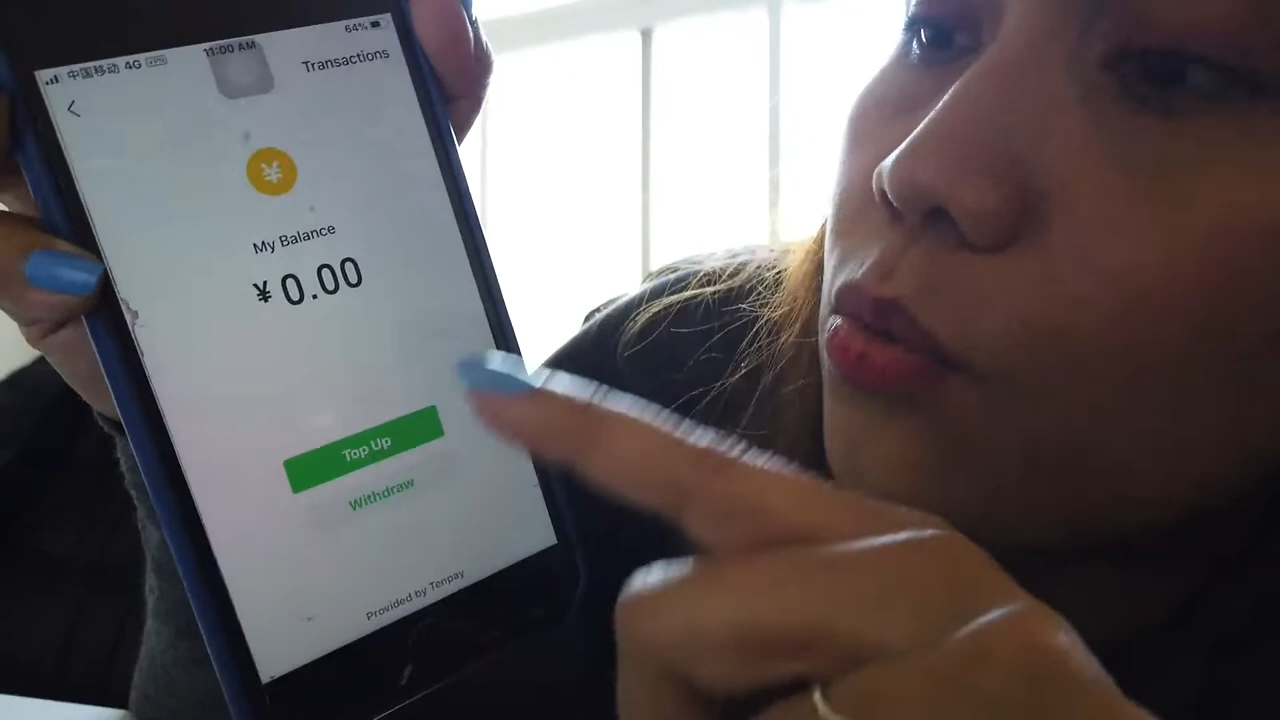 中国移动 4G VPN 11:00 AM 64%
Transactions
¥
My Balance
¥ 0.00
Top Up
Withdraw
Provided by Tenpay